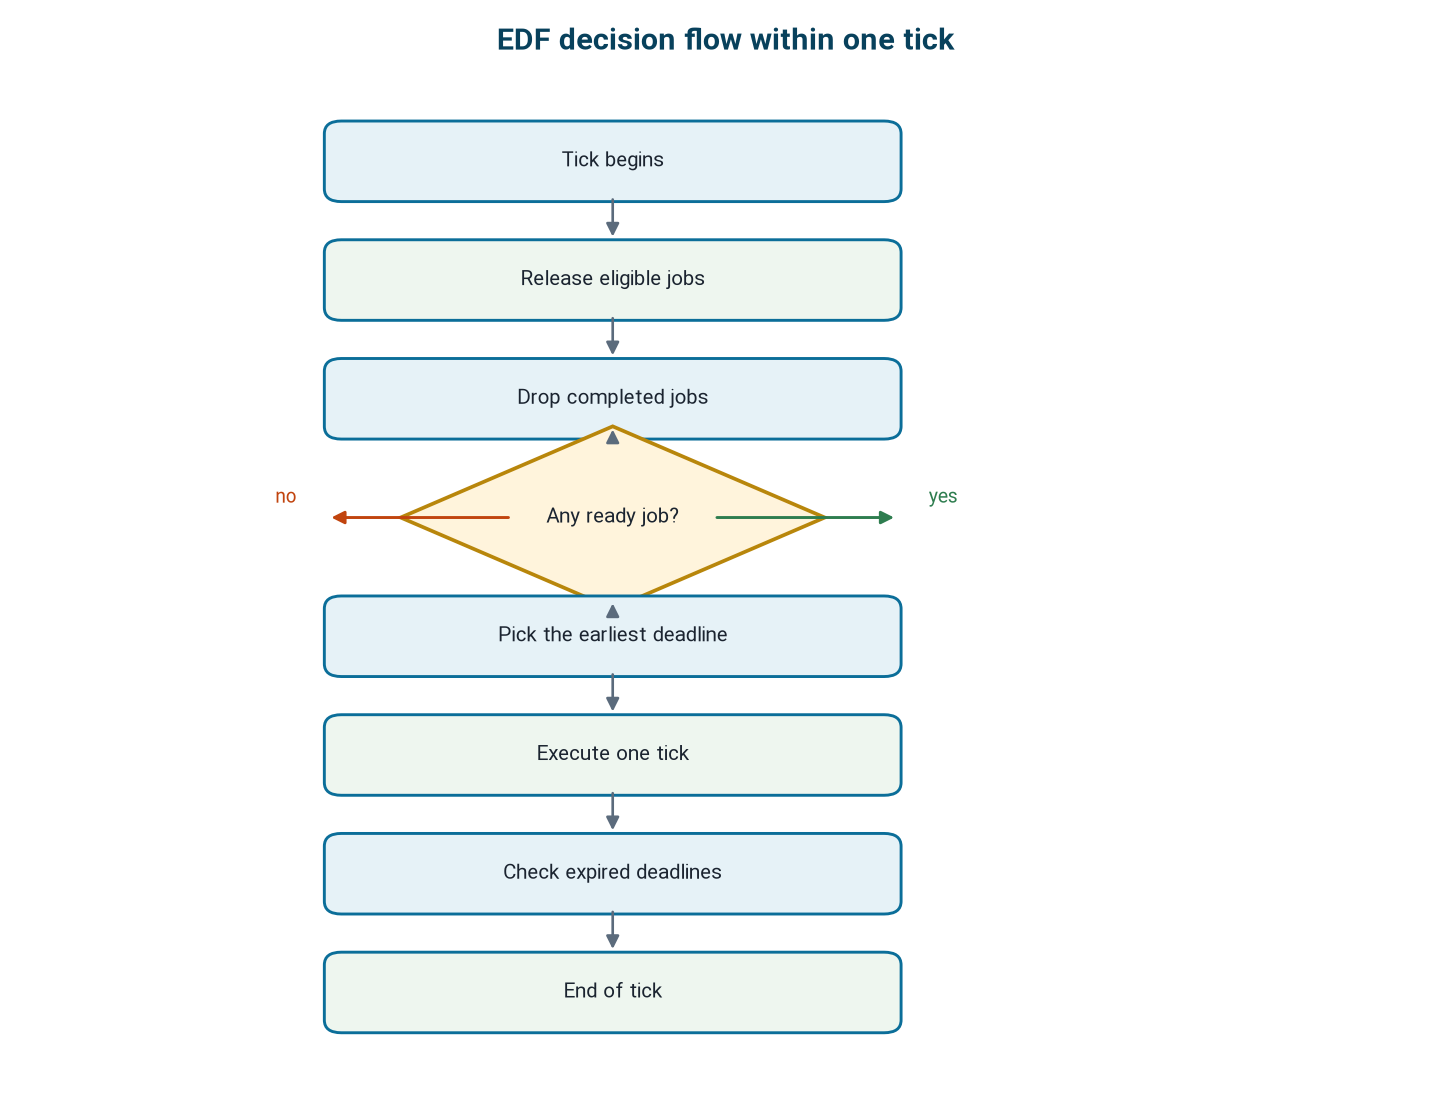 EDF decision flow within one tick
Tick begins
Release eligible jobs
Drop completed jobs
no
Any ready job?
yes
Pick the earliest deadline
Execute one tick
Check expired deadlines
End of tick